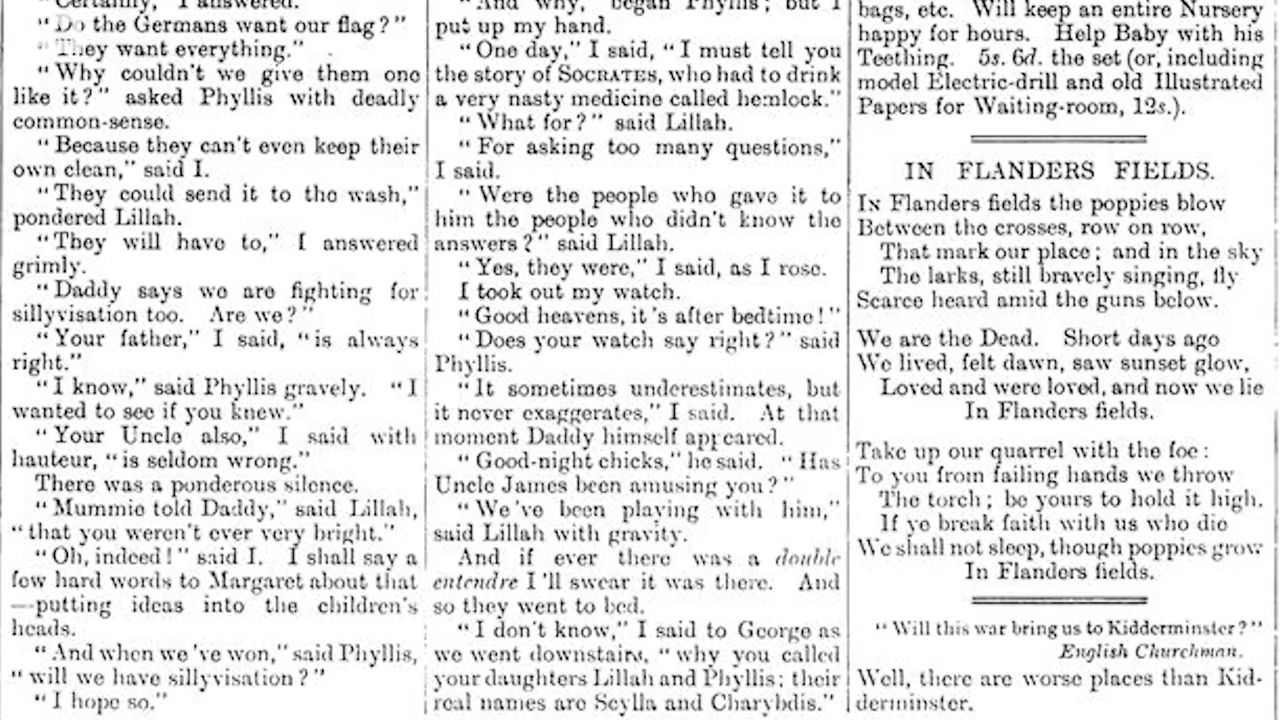 "Certainly," I answered.
"Do the Germans want our flag?"
"They want everything."
"Why couldn't we give them one
like it?" asked Phyllis with deadly
common-sense.
"Because they can't even keep their
own clean," said I.
"They could send it to the wash,"
pondered Lillah.
"They will have to," I answered
grimly.
"Daddy says we are fighting for
sillyvisation too. Are we?"
"Your father," I said, "is always
right."
"I know," said Phyllis gravely. "I
wanted to see if you knew."
"Your Uncle also," I said with
hauteur, "is seldom wrong."
There was a ponderous silence.
"Mummie told Daddy," said Lillah,
"that you weren't ever very bright."
"Oh, indeed!" said I. I shall say a
few hard words to Margaret about that
—putting ideas into the children's
heads.
"And when we've won," said Phyllis,
"will we have sillyvisation?"
"I hope so."
"And why," began Phyllis; but I
put up my hand.
"One day," I said, "I must tell you
the story of SOCRATES, who had to drink
a very nasty medicine called hemlock."
"What for?" said Lillah.
"For asking too many questions,"
I said.
"Were the people who gave it to
him the people who didn't know the
answers?" said Lillah.
"Yes, they were," I said, as I rose.
I took out my watch.
"Good heavens, it's after bedtime!"
"Does your watch say right?" said
Phyllis.
"It sometimes underestimates, but
it never exaggerates," I said. At that
moment Daddy himself appeared.
"Good-night chicks," he said. "Has
Uncle James been amusing you?"
"We've been playing with him,"
said Lillah with gravity.
And if ever there was a double
entendre I'll swear it was there. And
so they went to bed.
"I don't know," I said to George as
we went downstairs, "why you called
your daughters Lillah and Phyllis; their
real names are Scylla and Charybdis."
bags, etc. Will keep an entire Nursery
happy for hours. Help Baby with his
Teething. 5s. 6d. the set (or, including
model Electric-drill and old Illustrated
Papers for Waiting-room, 12s.).
IN FLANDERS FIELDS.
IN Flanders fields the poppies blow
Between the crosses, row on row,
That mark our place; and in the sky
The larks, still bravely singing, fly
Scarce heard amid the guns below.
We are the Dead. Short days ago
We lived, felt dawn, saw sunset glow,
Loved and were loved, and now we lie
In Flanders fields.
Take up our quarrel with the foe:
To you from failing hands we throw
The torch; be yours to hold it high.
If ye break faith with us who die
We shall not sleep, though poppies grow
In Flanders fields.
"Will this war bring us to Kidderminster?"
English Churchman.
Well, there are worse places than Kid-
derminster.